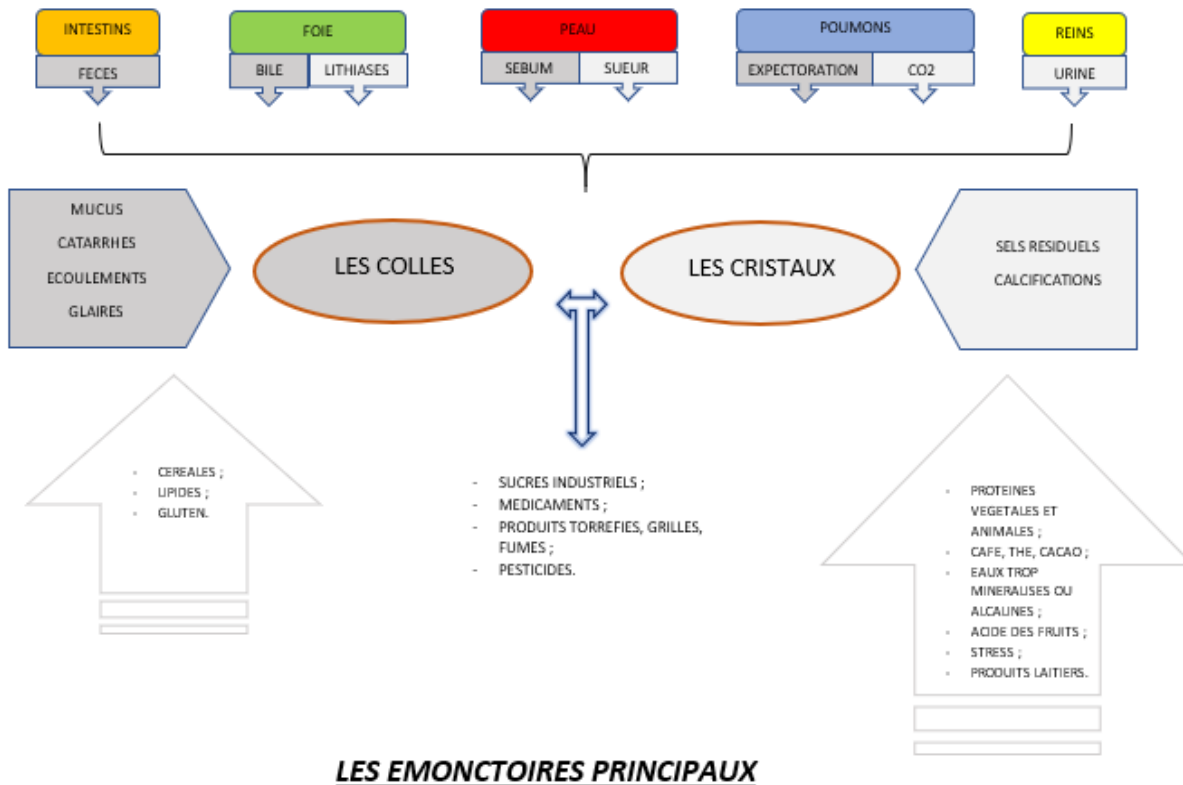 INTESTINS
FECES
FOIE
BILE
LITHIASES
PEAU
SEBUM
SUEUR
POUMONS
EXPECTORATION
CO2
REINS
URINE
MUCUS
CATARRHES
ECOULEMENTS
GLAIRES
LES COLLES
LES CRISTAUX
SELS RESIDUELS
CALCIFICATIONS
- CEREALES ;
- LIPIDES ;
- GLUTEN.
- SUCRES INDUSTRIELS ;
- MEDICAMENTS ;
- PRODUITS TORREFIES, GRILLES,
FUMES ;
- PESTICIDES.
- PROTEINES
VEGETALES ET
ANIMALES ;
- CAFE, THE, CACAO ;
- EAUX TROP
MINERALISES OU
ALCALINES ;
- ACIDE DES FRUITS ;
- STRESS ;
- PRODUITS LAITIERS.
LES EMONCTOIRES PRINCIPAUX